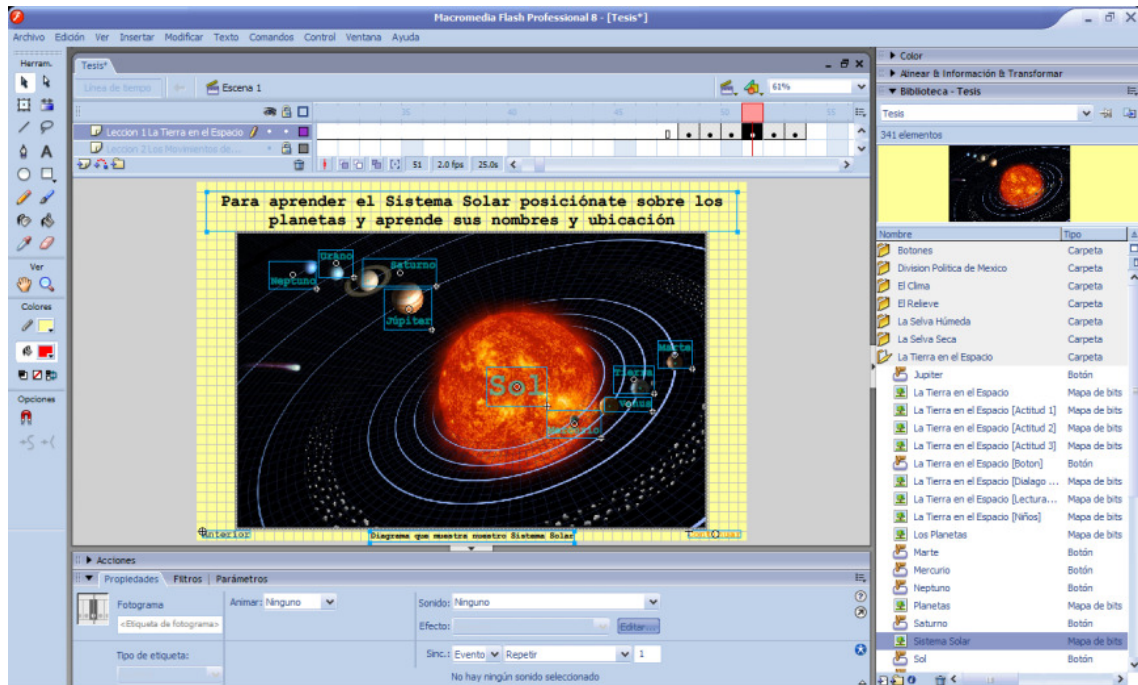 Macromedia Flash Professional 8 - [Tesis*]
Archivo Edición Ver Insertar Modificar Texto Comandos Control Ventana Ayuda
Herram.
Ver
Colores
Opciones
Tesis*
Línea de tiempo
Escena 1
61%
35 40 45 50 55
Leccion 1 La Tierra en el Espacio
Leccion 2 Los Movimientos de...
51 2.0 fps 25.0s
Para aprender el Sistema Solar posiciónate sobre los
planetas y aprende sus nombres y ubicación
Urano
Saturno
Neptuno
Júpiter
Marte
Tierra
Sol
Venus
Mercurio
Anterior
Diagrama que muestra nuestro Sistema Solar
Acciones
Propiedades Filtros Parámetros
Fotograma
<Etiqueta de fotograma>
Tipo de etiqueta:
Animar: Ninguno
Sonido: Ninguno
Efecto:
Editar...
Sinc.: Evento Repetir 1
No hay ningún sonido seleccionado
Color
Alinear & Información & Transformar
Biblioteca - Tesis
Tesis
341 elementos
Nombre Tipo
Botones Carpeta
Division Politica de Mexico Carpeta
El Clima Carpeta
El Relieve Carpeta
La Selva Húmeda Carpeta
La Selva Seca Carpeta
La Tierra en el Espacio Carpeta
Jupiter Botón
La Tierra en el Espacio Mapa de bits
La Tierra en el Espacio [Actitud 1] Mapa de bits
La Tierra en el Espacio [Actitud 2] Mapa de bits
La Tierra en el Espacio [Actitud 3] Mapa de bits
La Tierra en el Espacio [Boton] Botón
La Tierra en el Espacio [Dialago ... Mapa de bits
La Tierra en el Espacio [Lectura... Mapa de bits
La Tierra en el Espacio [Niños] Mapa de bits
Los Planetas Mapa de bits
Marte Botón
Mercurio Botón
Neptuno Botón
Planetas Mapa de bits
Saturno Botón
Sistema Solar Mapa de bits
Sol Botón